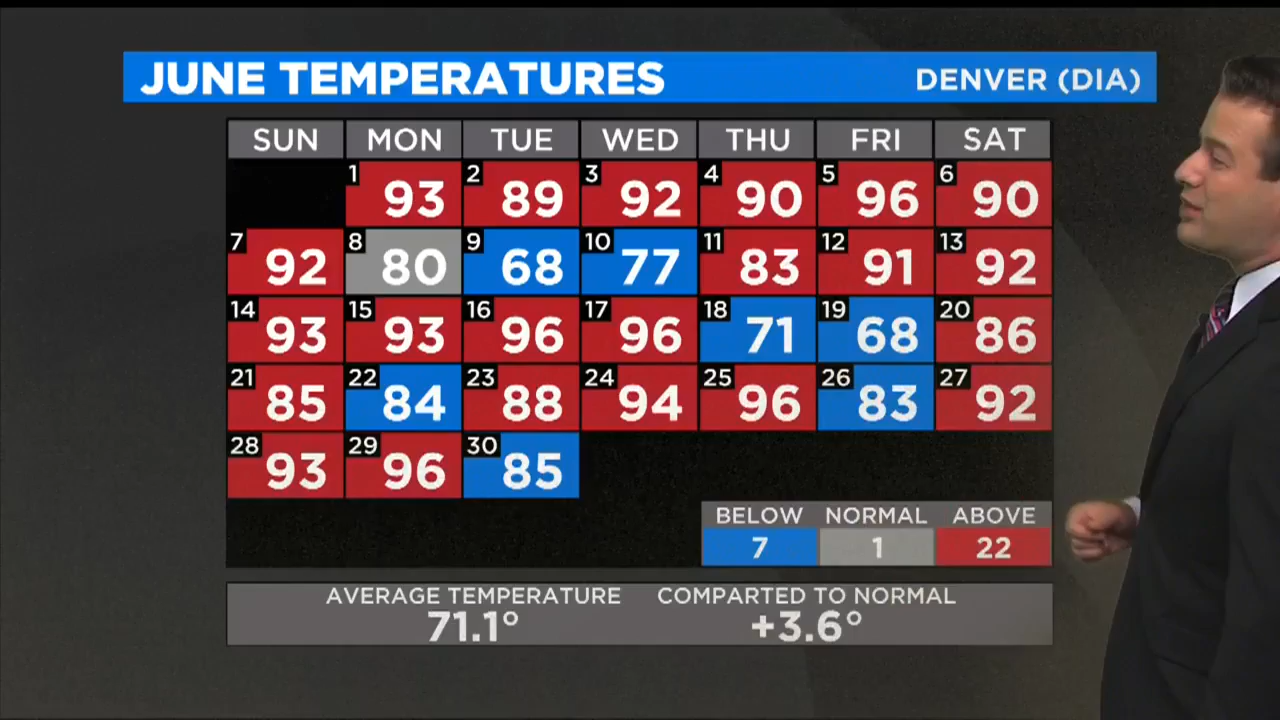 JUNE TEMPERATURES DENVER (DIA)
SUN MON TUE WED THU FRI SAT
1 93 2 89 3 92 4 90 5 96 6 90
7 92 8 80 9 68 10 77 11 83 12 91 13 92
14 93 15 93 16 96 17 96 18 71 19 68 20 86
21 85 22 84 23 88 24 94 25 96 26 83 27 92
28 93 29 96 30 85
BELOW NORMAL ABOVE
7 1 22
AVERAGE TEMPERATURE COMPARTED TO NORMAL
71.1° +3.6°